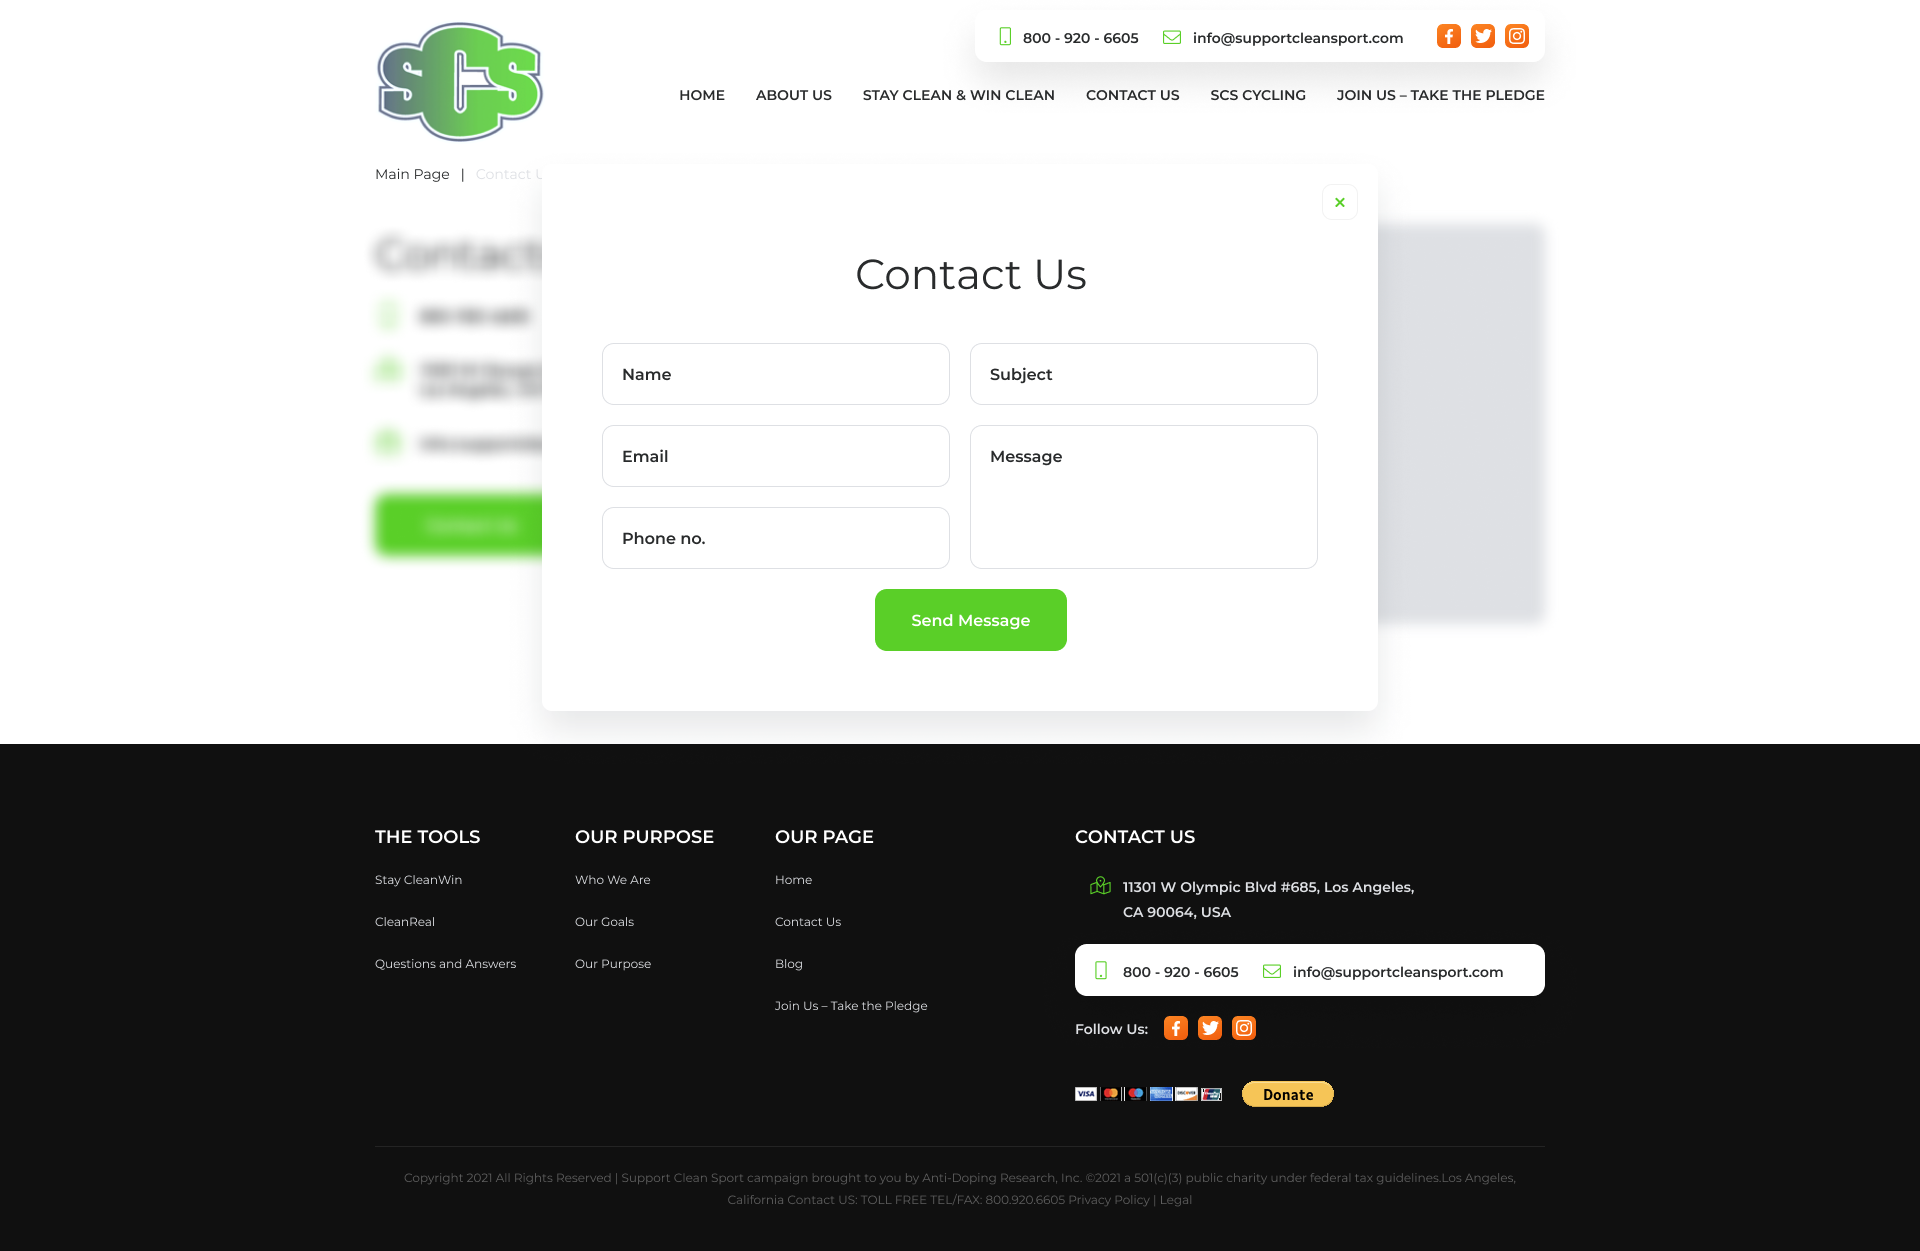 SCS
800 - 920 - 6605
info@supportcleansport.com
HOME
ABOUT US
STAY CLEAN & WIN CLEAN
CONTACT US
SCS CYCLING
JOIN US – TAKE THE PLEDGE
Main Page | Contact U
Contact Us
Name
Subject
Email
Message
Phone no.
Send Message
THE TOOLS
Stay CleanWin
CleanReal
Questions and Answers
OUR PURPOSE
Who We Are
Our Goals
Our Purpose
OUR PAGE
Home
Contact Us
Blog
Join Us – Take the Pledge
CONTACT US
11301 W Olympic Blvd #685, Los Angeles,
CA 90064, USA
800 - 920 - 6605
info@supportcleansport.com
Follow Us:
VISA
Donate
Copyright 2021 All Rights Reserved | Support Clean Sport campaign brought to you by Anti-Doping Research, Inc. ©2021 a 501(c)(3) public charity under federal tax guidelines.Los Angeles,
California Contact US: TOLL FREE TEL/FAX: 800.920.6605 Privacy Policy | Legal